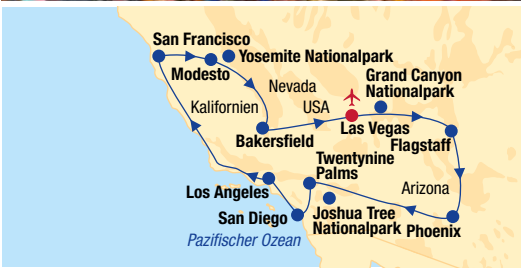 San Francisco
Yosemite Nationalpark
Modesto
Grand Canyon
Nationalpark
Nevada
Kalifornien
USA
Las Vegas
Bakersfield
Flagstaff
Twentynine
Palms
Los Angeles
Arizona
San Diego
Joshua Tree
Nationalpark
Phoenix
Pazifischer Ozean